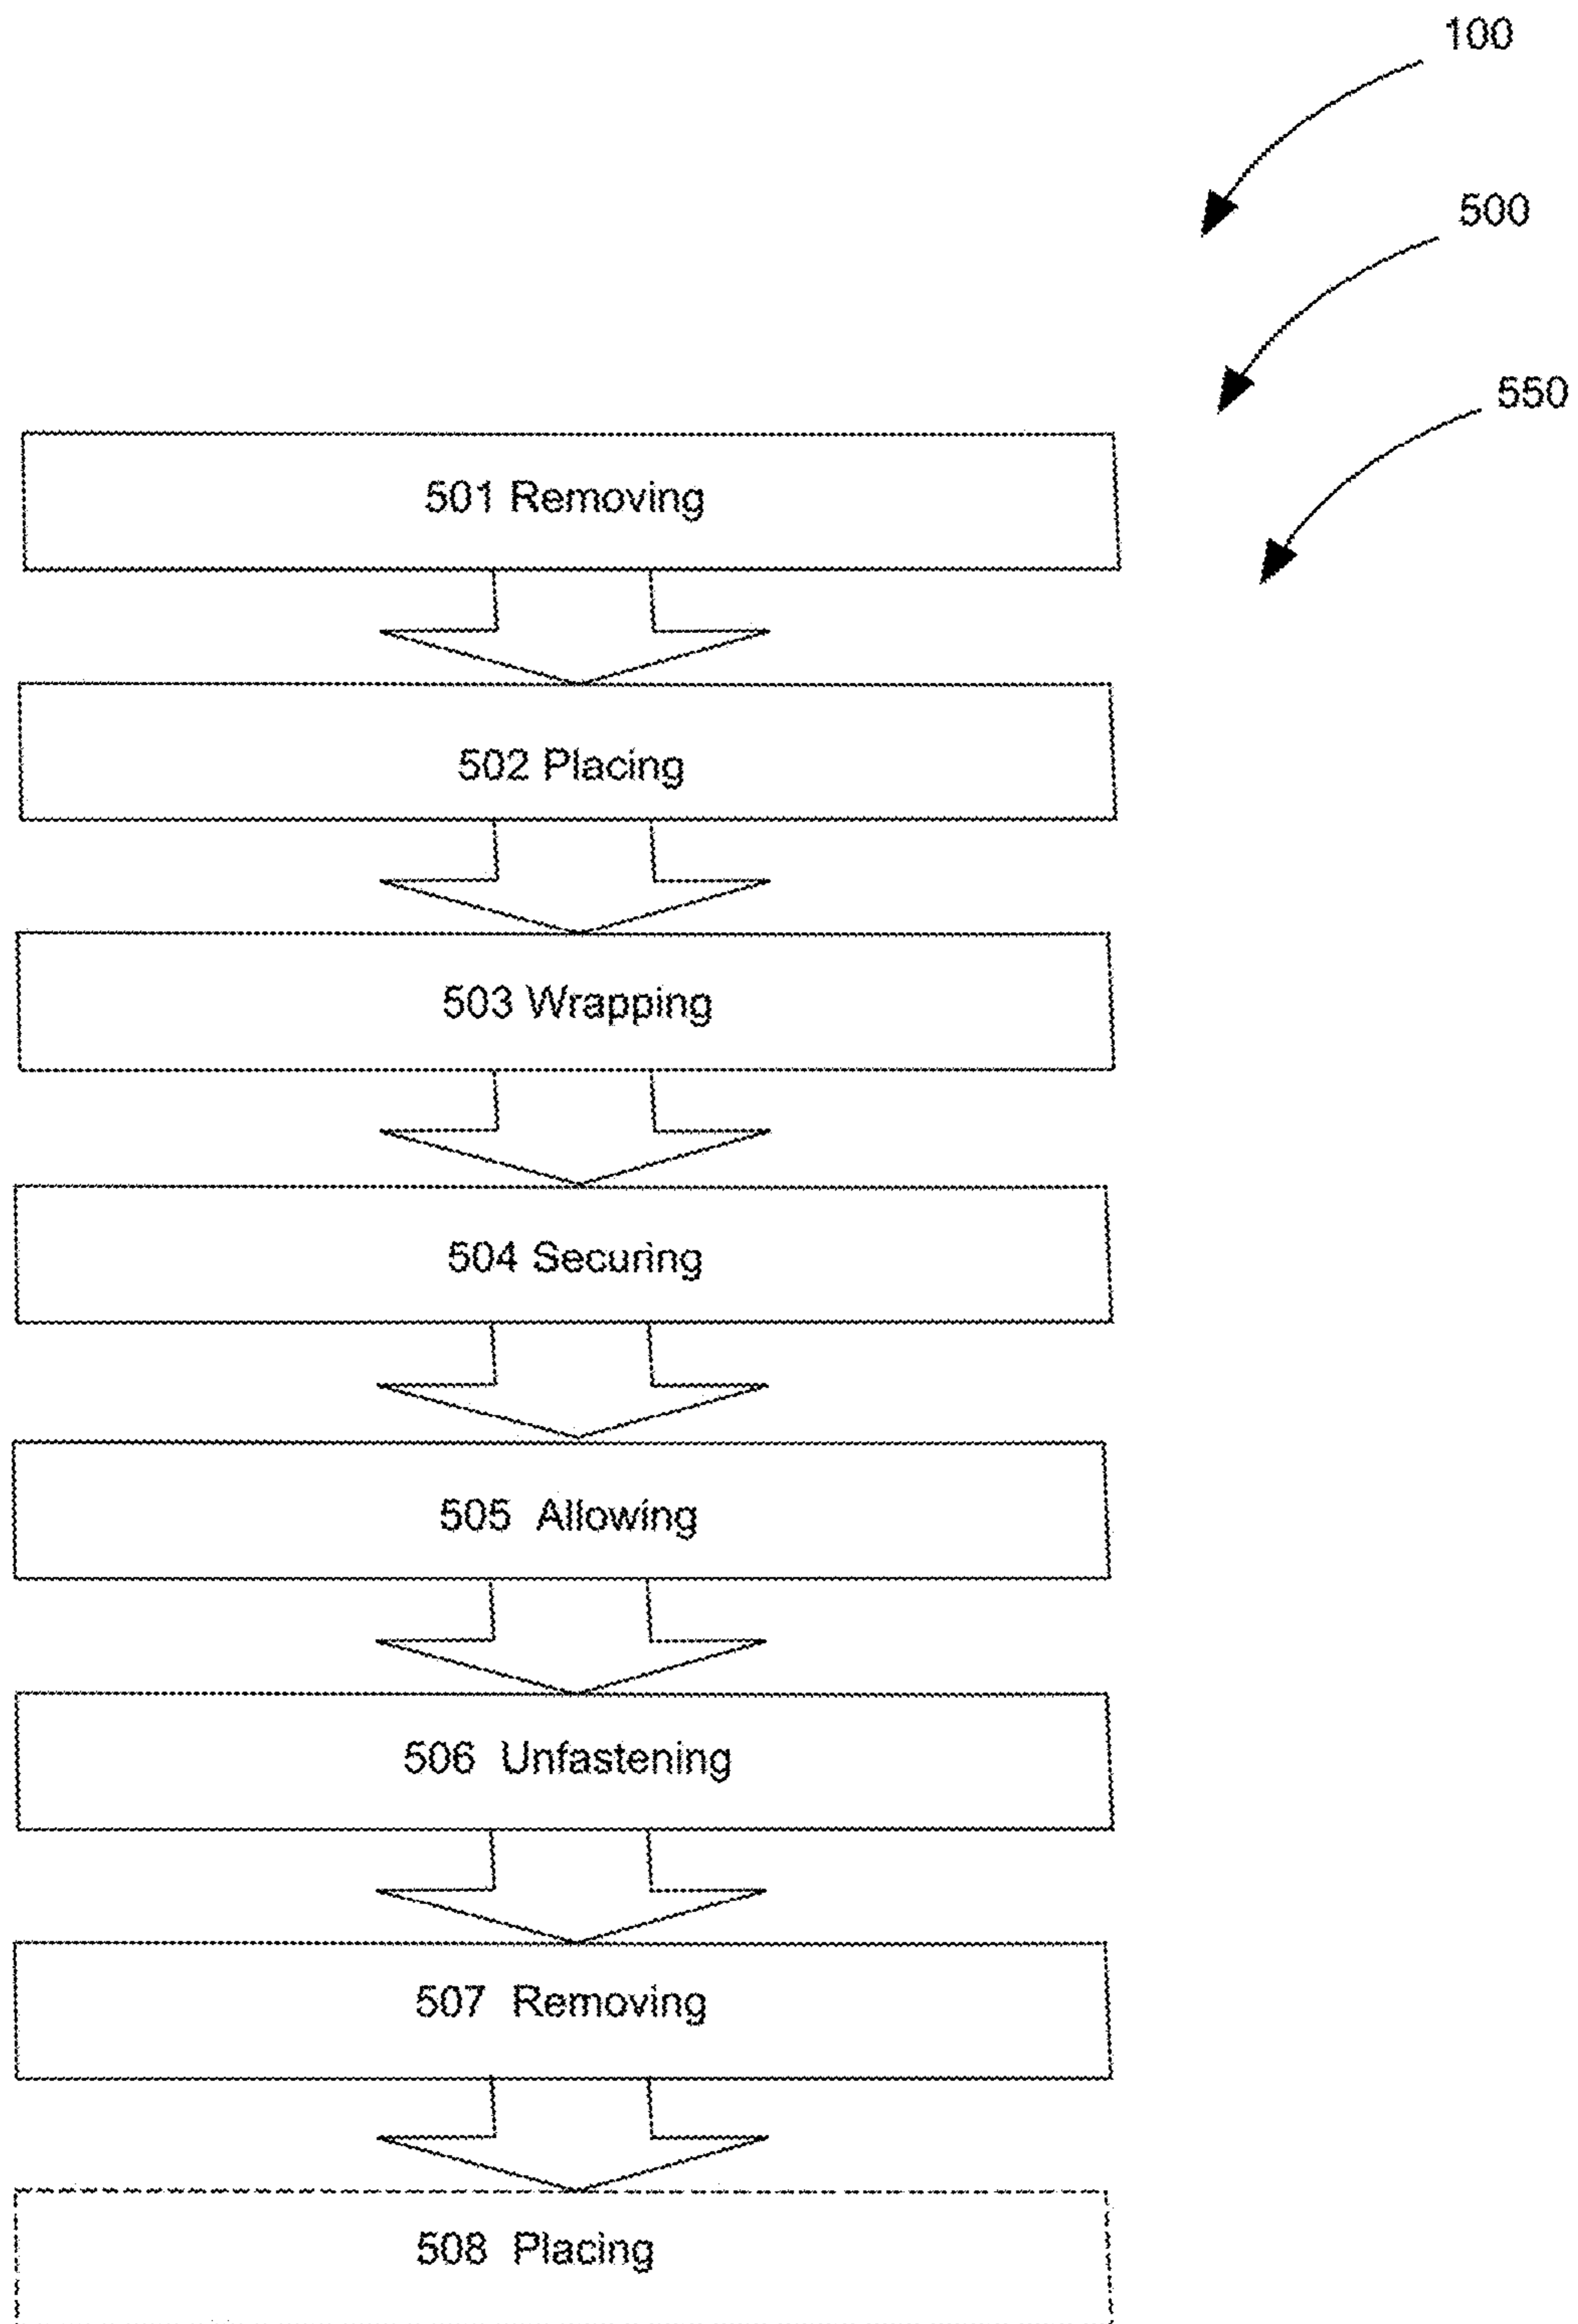 100
500
550
501 Removing
502 Placing
503 Wrapping
504 Securing
505 Allowing
506 Unfastening
507 Removing
508 Placing